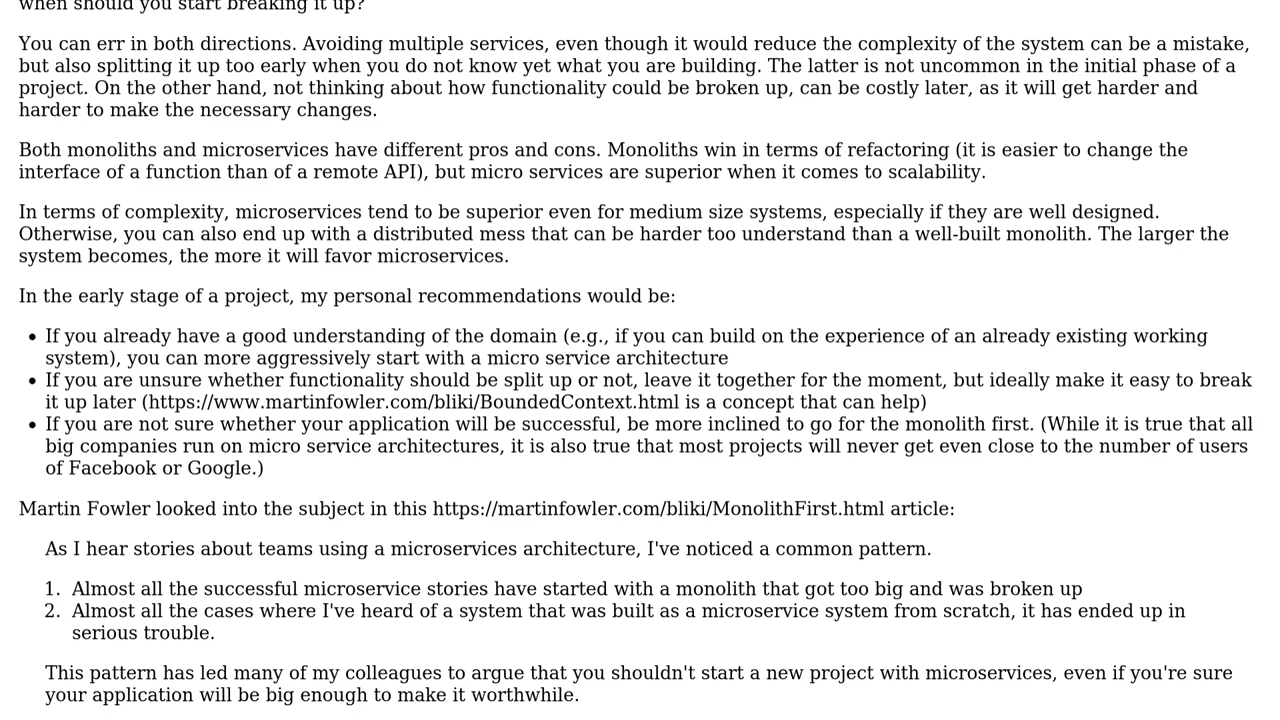 when should you start breaking it up?
You can err in both directions. Avoiding multiple services, even though it would reduce the complexity of the system can be a mistake,
but also splitting it up too early when you do not know yet what you are building. The latter is not uncommon in the initial phase of a
project. On the other hand, not thinking about how functionality could be broken up, can be costly later, as it will get harder and
harder to make the necessary changes.
Both monoliths and microservices have different pros and cons. Monoliths win in terms of refactoring (it is easier to change the
interface of a function than of a remote API), but micro services are superior when it comes to scalability.
In terms of complexity, microservices tend to be superior even for medium size systems, especially if they are well designed.
Otherwise, you can also end up with a distributed mess that can be harder too understand than a well-built monolith. The larger the
system becomes, the more it will favor microservices.
In the early stage of a project, my personal recommendations would be:
• If you already have a good understanding of the domain (e.g., if you can build on the experience of an already existing working
system), you can more aggressively start with a micro service architecture
• If you are unsure whether functionality should be split up or not, leave it together for the moment, but ideally make it easy to break
it up later (https://www.martinfowler.com/bliki/BoundedContext.html is a concept that can help)
• If you are not sure whether your application will be successful, be more inclined to go for the monolith first. (While it is true that all
big companies run on micro service architectures, it is also true that most projects will never get even close to the number of users
of Facebook or Google.)
Martin Fowler looked into the subject in this https://martinfowler.com/bliki/MonolithFirst.html article:
As I hear stories about teams using a microservices architecture, I've noticed a common pattern.
1. Almost all the successful microservice stories have started with a monolith that got too big and was broken up
2. Almost all the cases where I've heard of a system that was built as a microservice system from scratch, it has ended up in
serious trouble.
This pattern has led many of my colleagues to argue that you shouldn't start a new project with microservices, even if you're sure
your application will be big enough to make it worthwhile.